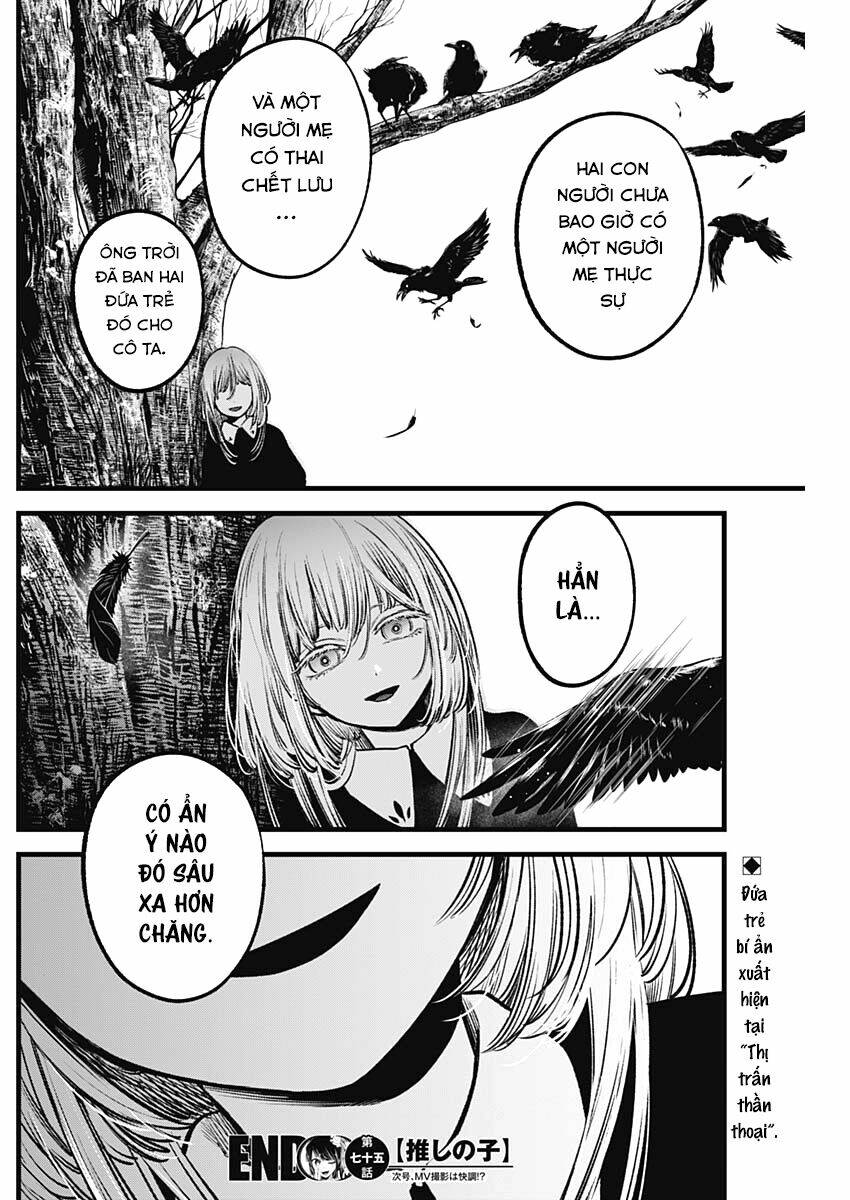 HAI CON
NGƯỜI CHƯA
BAO GIỜ CÓ
MỘT NGƯỜI
MẸ THỰC
SỰ
VÀ MỘT
NGƯỜI MẸ
CÓ THAI
CHẾT LƯU
...
ÔNG TRỜI
ĐÃ BAN HAI
ĐỨA TRẺ
ĐÓ CHO
CÔ TA.
HẲN
LÀ...
CÓ ẨN
Ý NÀO
ĐÓ SÂU
XA HƠN
CHĂNG.
Đứa
trẻ
bí ẩn
xuất
hiện
tại
"Thị
trấn
thần
thoại".
END
第
七十五
話
【推しの子】
次号、MV撮影は快調!?